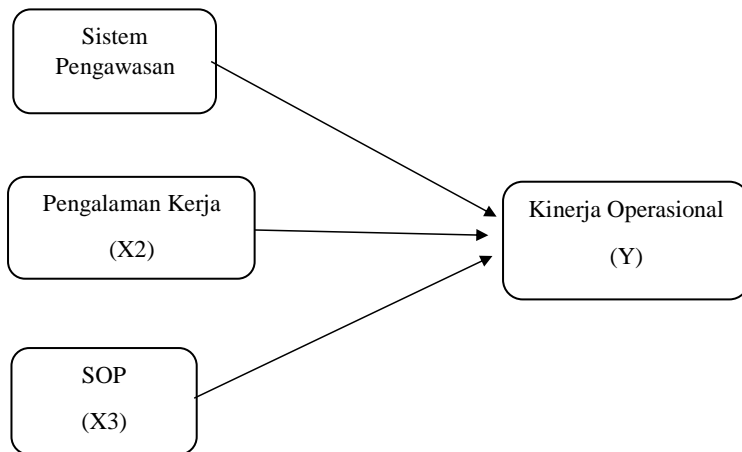 Sistem
Pengawasan
Pengalaman Kerja
(X2)
Kinerja Operasional
(Y)
SOP
(X3)